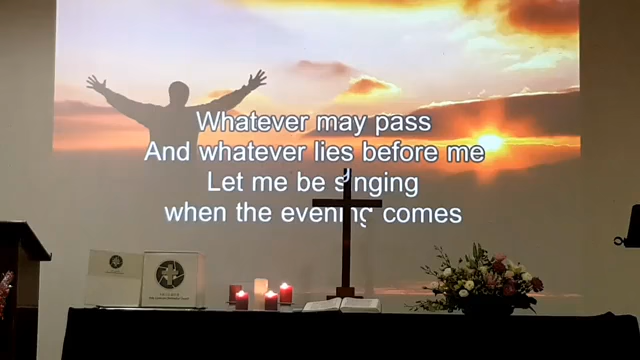 Whatever may pass
And whatever lies before me
Let me be singing
when the evening comes